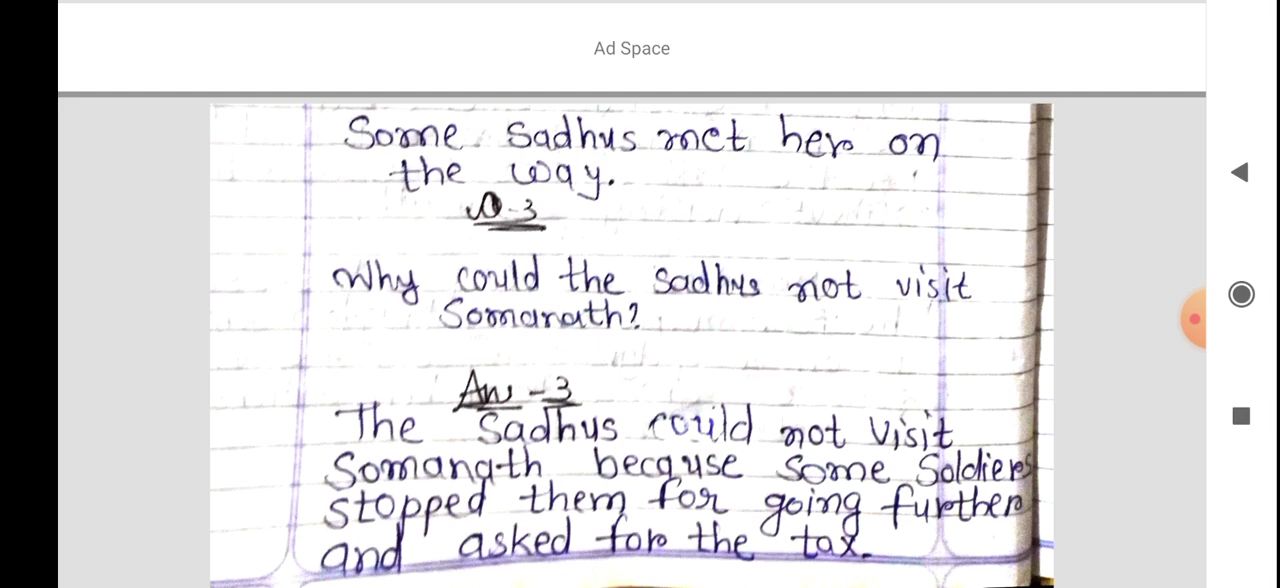 Ad Space
Some Sadhus met her on
the way.
Q-3
Why could the sadhus not visit
Somanath?
Ans - 3
The Sadhus could not visit
Somanath because some Soldiers
stopped them for going further
and asked for the tax.